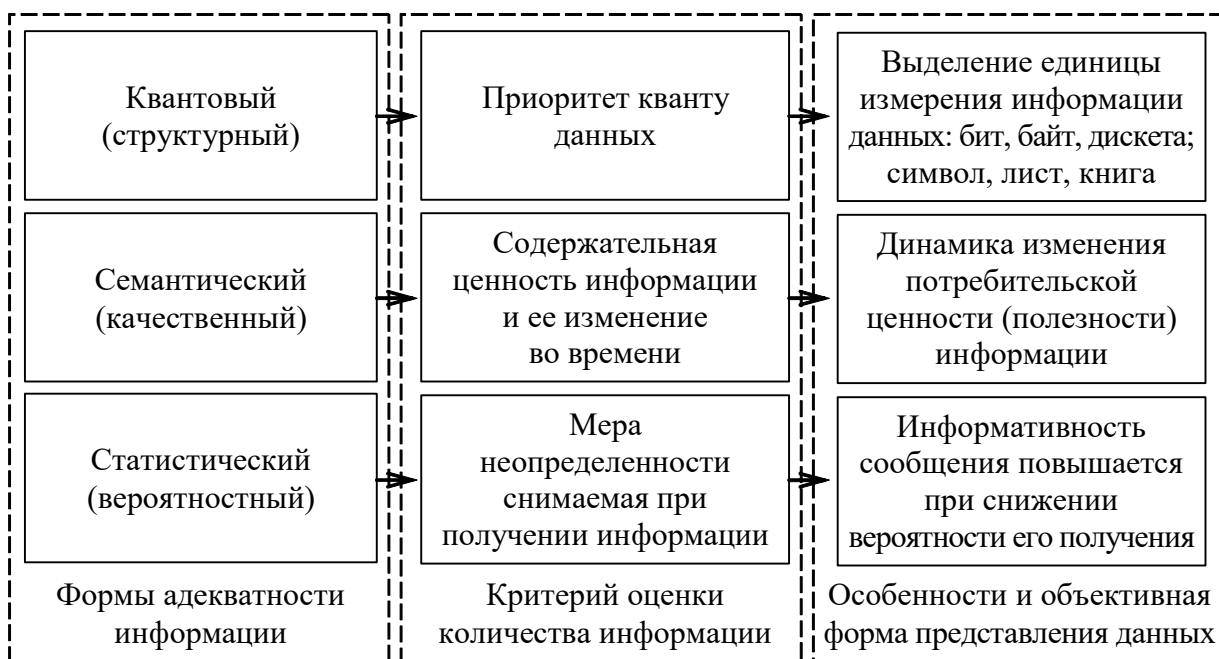 Квантовый
(структурный)
Приоритет кванту
данных
Выделение единицы
измерения информации
данных: бит, байт, дискета;
символ, лист, книга
Семантический
(качественный)
Содержательная
ценность информации
и ее изменение
во времени
Динамика изменения
потребительской
ценности (полезности)
информации
Статистический
(вероятностный)
Мера
неопределенности
снимаемая при
получении информации
Информативность
сообщения повышается
при снижении
вероятности его получения
Формы адекватности
информации
Критерий оценки
количества информации
Особенности и объективная
форма представления данных